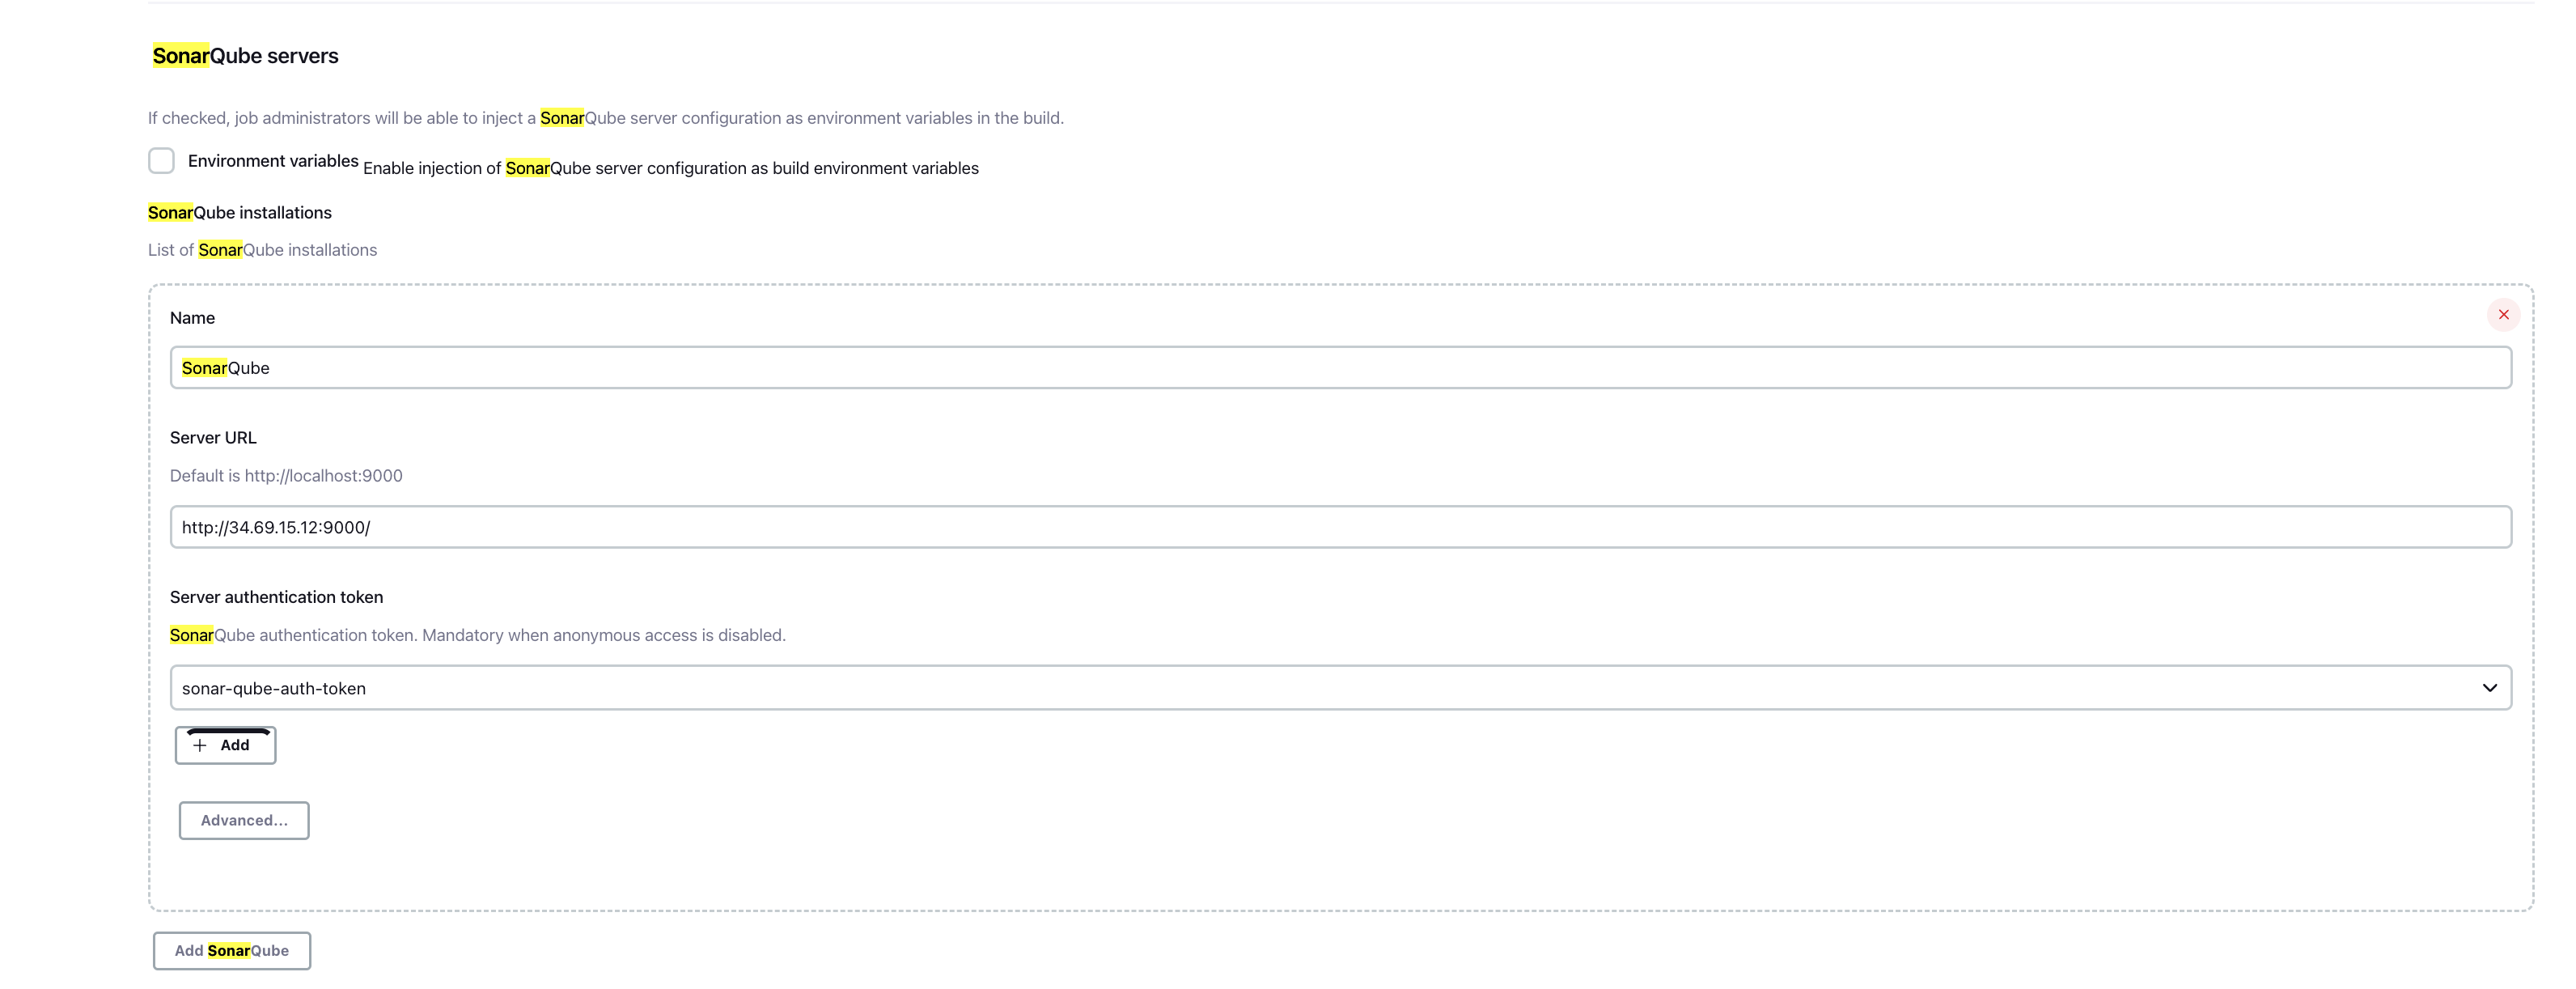 SonarQube servers
If checked, job administrators will be able to inject a SonarQube server configuration as environment variables in the build.
Environment variables Enable injection of SonarQube server configuration as build environment variables
SonarQube installations
List of SonarQube installations
Name
SonarQube
Server URL
Default is http://localhost:9000
http://34.69.15.12:9000/
Server authentication token
SonarQube authentication token. Mandatory when anonymous access is disabled.
sonar-qube-auth-token
+ Add
Advanced...
Add SonarQube